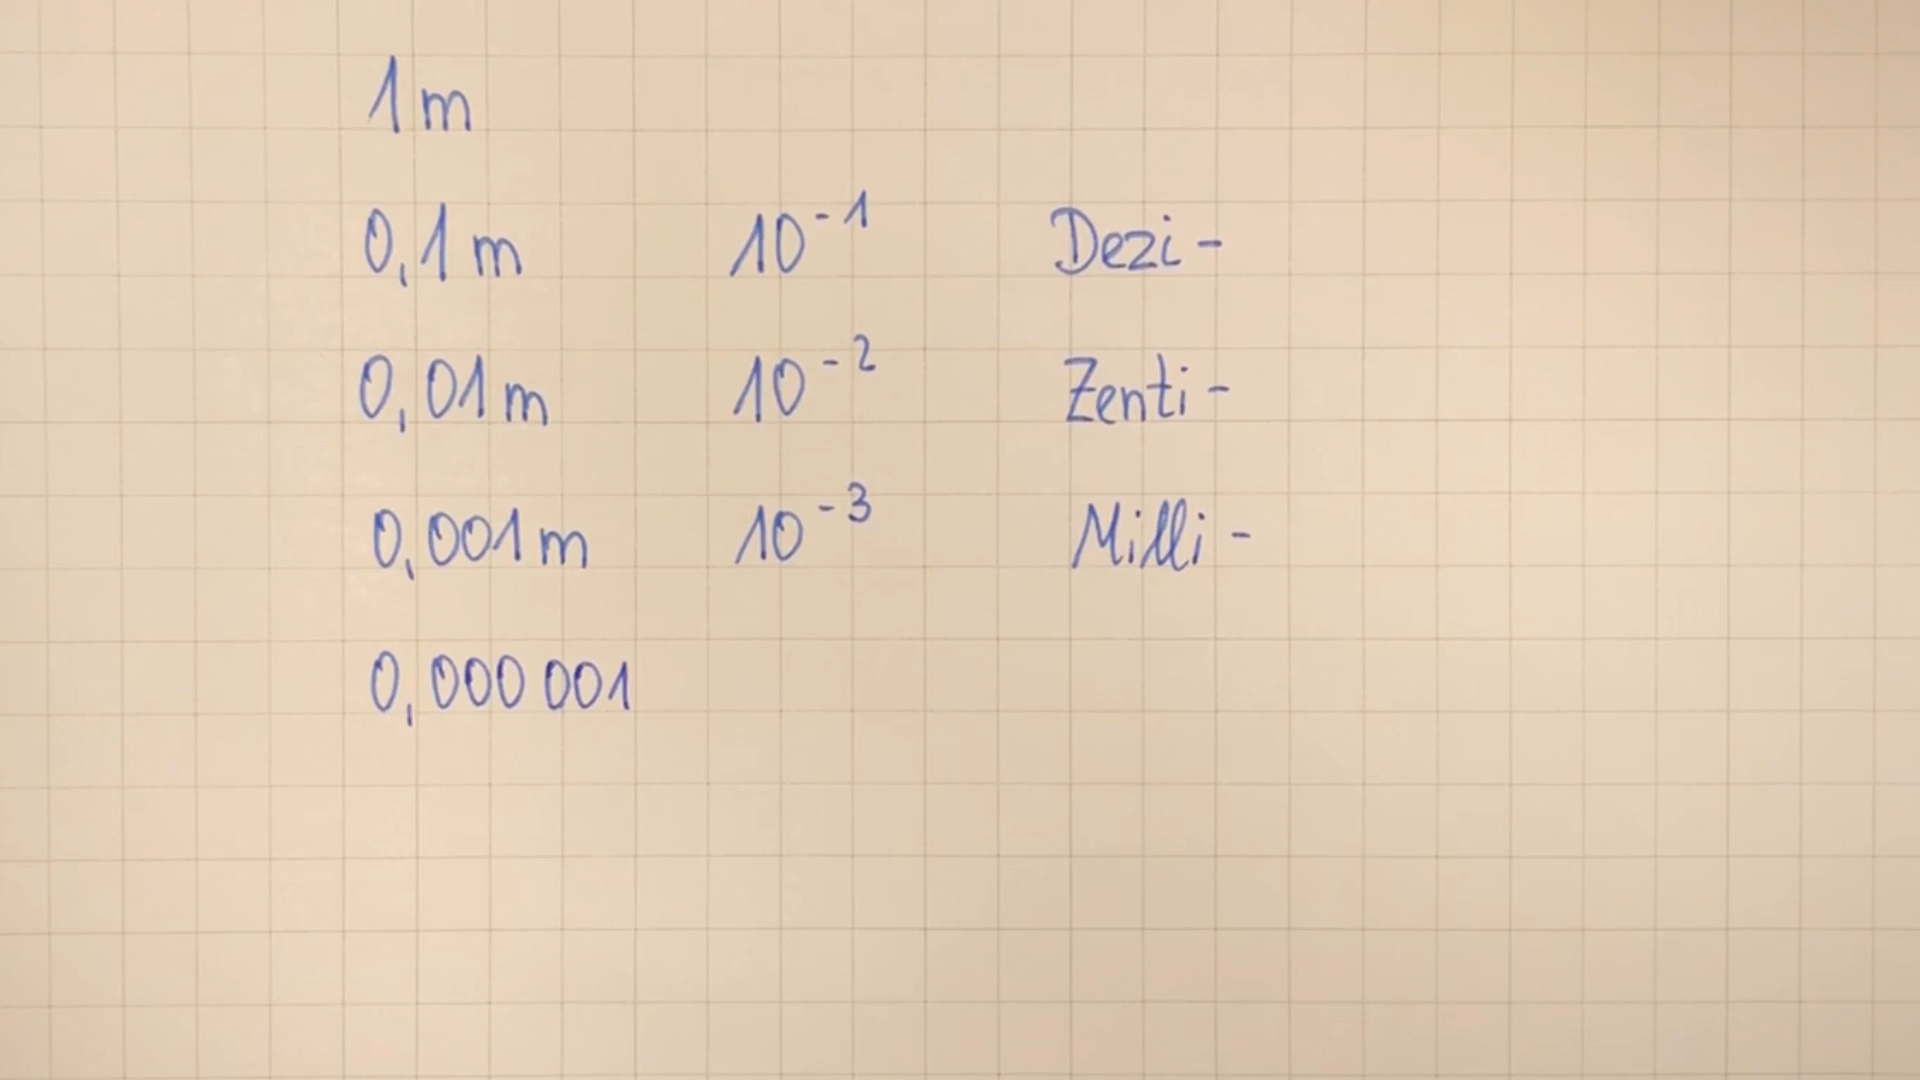 1 m
0,1 m 10⁻¹ Dezi-
0,01 m 10⁻² Zenti-
0,001 m 10⁻³ Milli-
0,000 001